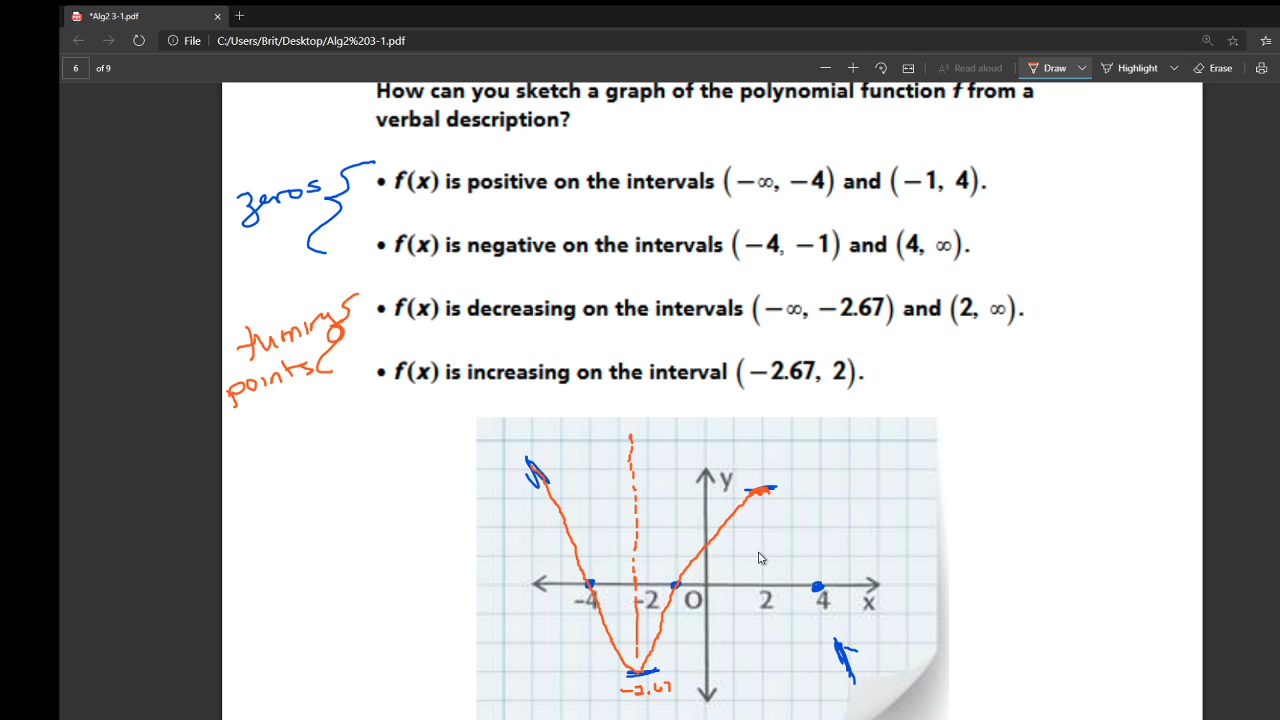 *Alg2 3-1.pdf
File C:/Users/Brit/Desktop/Alg2%203-1.pdf
6 of 9 Read aloud Draw Highlight Erase
How can you sketch a graph of the polynomial function f from a
verbal description?
zeros
• f(x) is positive on the intervals (−∞, −4) and (−1, 4).
• f(x) is negative on the intervals (−4, −1) and (4, ∞).
turning
points
• f(x) is decreasing on the intervals (−∞, −2.67) and (2, ∞).
• f(x) is increasing on the interval (−2.67, 2).
y
-4 -2 O 2 4 x
-2.67